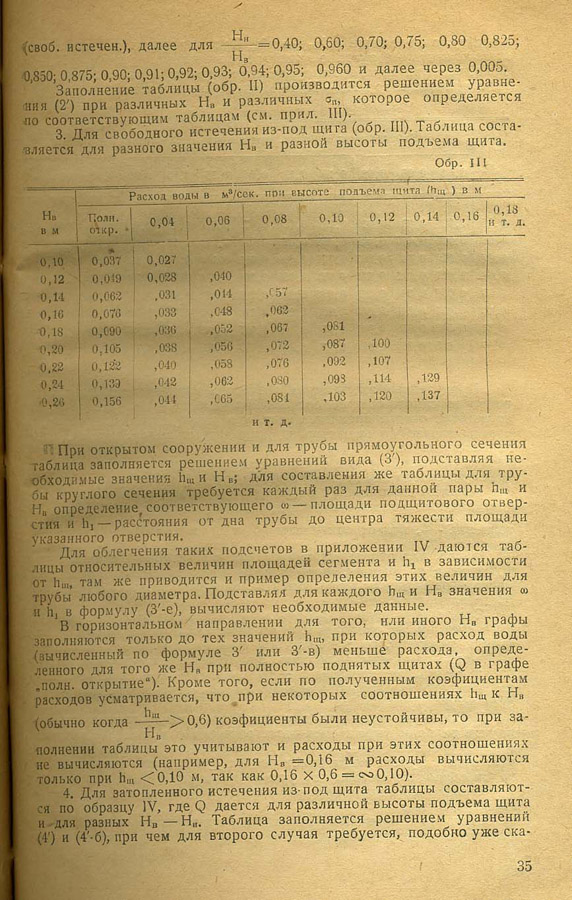 (своб. истечен.), далее для Hн/Hв = 0,40; 0,60; 0,70; 0,75; 0,80 0,825;
0,850; 0,875; 0,90; 0,91; 0,92; 0,93; 0,94; 0,95; 0,960 и далее через 0,005.
Заполнение таблицы (обр. II) производится решением уравне-
ния (2′) при различных Hв и различных σп, которое определяется
по соответствующим таблицам (см. прил. III).
3. Для свободного истечения из-под щита (обр. III). Таблица соста-
вляется для разного значения Hв и разной высоты подъема щита.
Обр. III
Расход воды в м³/сек. при высоте подъема щита (hщ) в м
Hв в м | Полн. откр. | 0,04 | 0,06 | 0,08 | 0,10 | 0,12 | 0,14 | 0,16 | 0,18 и т. д.
0,10 | 0,037 | 0,027
0,12 | 0,049 | 0,028 | ,040
0,14 | 0,062 | ,031 | ,044 | ,057
0,16 | 0,076 | ,033 | ,048 | ,062
0,18 | 0,090 | ,036 | ,052 | ,067 | ,081
0,20 | 0,105 | ,038 | ,056 | ,072 | ,087 | ,100
0,22 | 0,122 | ,040 | ,058 | ,076 | ,092 | ,107
0,24 | 0,139 | ,042 | ,062 | ,080 | ,098 | ,114 | ,129
0,26 | 0,156 | ,044 | ,065 | ,084 | ,103 | ,120 | ,137
и т. д.
При открытом сооружении и для трубы прямоугольного сечения
таблица заполняется решением уравнений вида (3′), подставляя не-
обходимые значения hщ и Hв; для составления же таблицы для тру-
бы круглого сечения требуется каждый раз для данной пары hщ и
Hв определение соответствующего ω — площади подщитового отвер-
стия и h₁ — расстояния от дна трубы до центра тяжести площади
указанного отверстия.
Для облегчения таких подсчетов в приложении IV даются таб-
лицы относительных величин площадей сегмента и h₁ в зависимости
от hщ, там же приводится и пример определения этих величин для
трубы любого диаметра. Подставляя для каждого hщ и Hв значения ω
и h₁ в формулу (3′-е), вычисляют необходимые данные.
В горизонтальном направлении для того, или иного Hв графы
заполняются только до тех значений hщ, при которых расход воды
(вычисленный по формуле 3′ или 3′-в) меньше расхода, опреде-
ленного для того же Hв при полностью поднятых щитах (Q в графе
„полн. открытие“). Кроме того, если по полученным коэфициентам
расходов усматривается, что при некоторых соотношениях hщ к Hв
(обычно когда hщ/Hв > 0,6) коэфициенты были неустойчивы, то при за-
полнении таблицы это учитывают и расходы при этих соотношениях
не вычисляются (например, для Hв = 0,16 м расходы вычисляются
только при hщ < 0,10 м, так как 0,16 × 0,6 = ∾ 0,10).
4. Для затопленного истечения из-под щита таблицы составляют-
ся по образцу IV, где Q дается для различной высоты подъема щита
и для разных Hв — Hн. Таблица заполняется решением уравнений
(4′) и (4′-б), при чем для второго случая требуется, подобно уже ска-
35